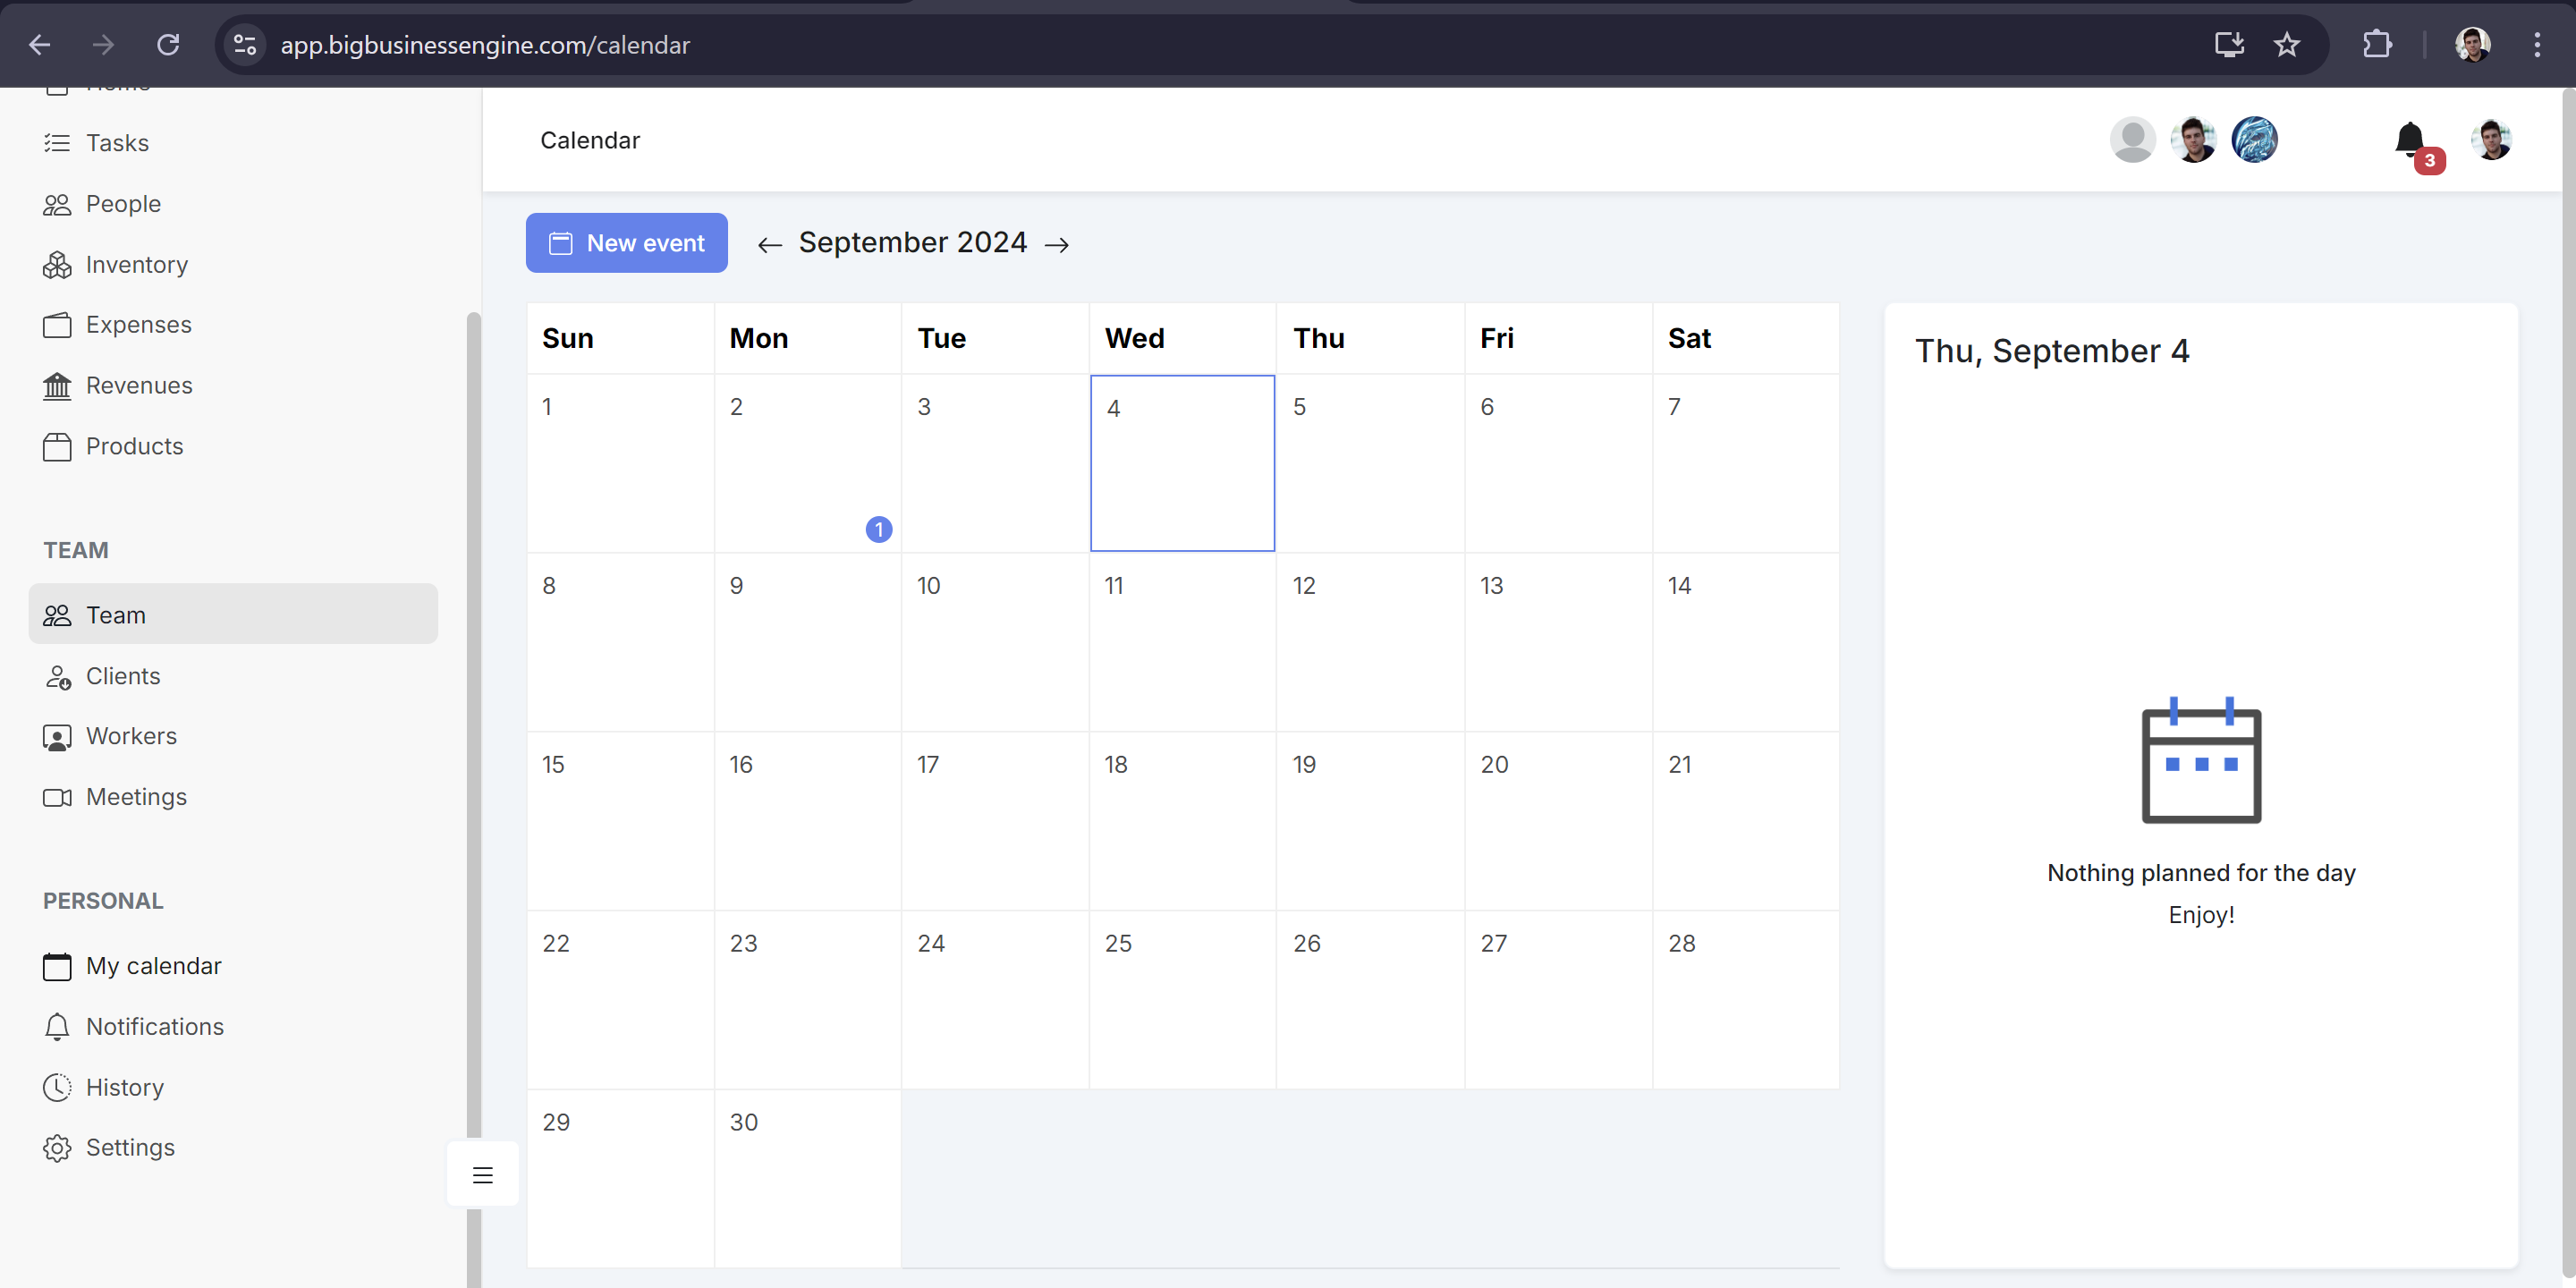 app.bigbusinessengine.com/calendar
Home
Tasks
People
Inventory
Expenses
Revenues
Products
TEAM
Team
Clients
Workers
Meetings
PERSONAL
My calendar
Notifications
History
Settings
Calendar
3
New event
September 2024
Sun Mon Tue Wed Thu Fri Sat
1 2 3 4 5 6 7
1
8 9 10 11 12 13 14
15 16 17 18 19 20 21
22 23 24 25 26 27 28
29 30
Thu, September 4
Nothing planned for the day
Enjoy!